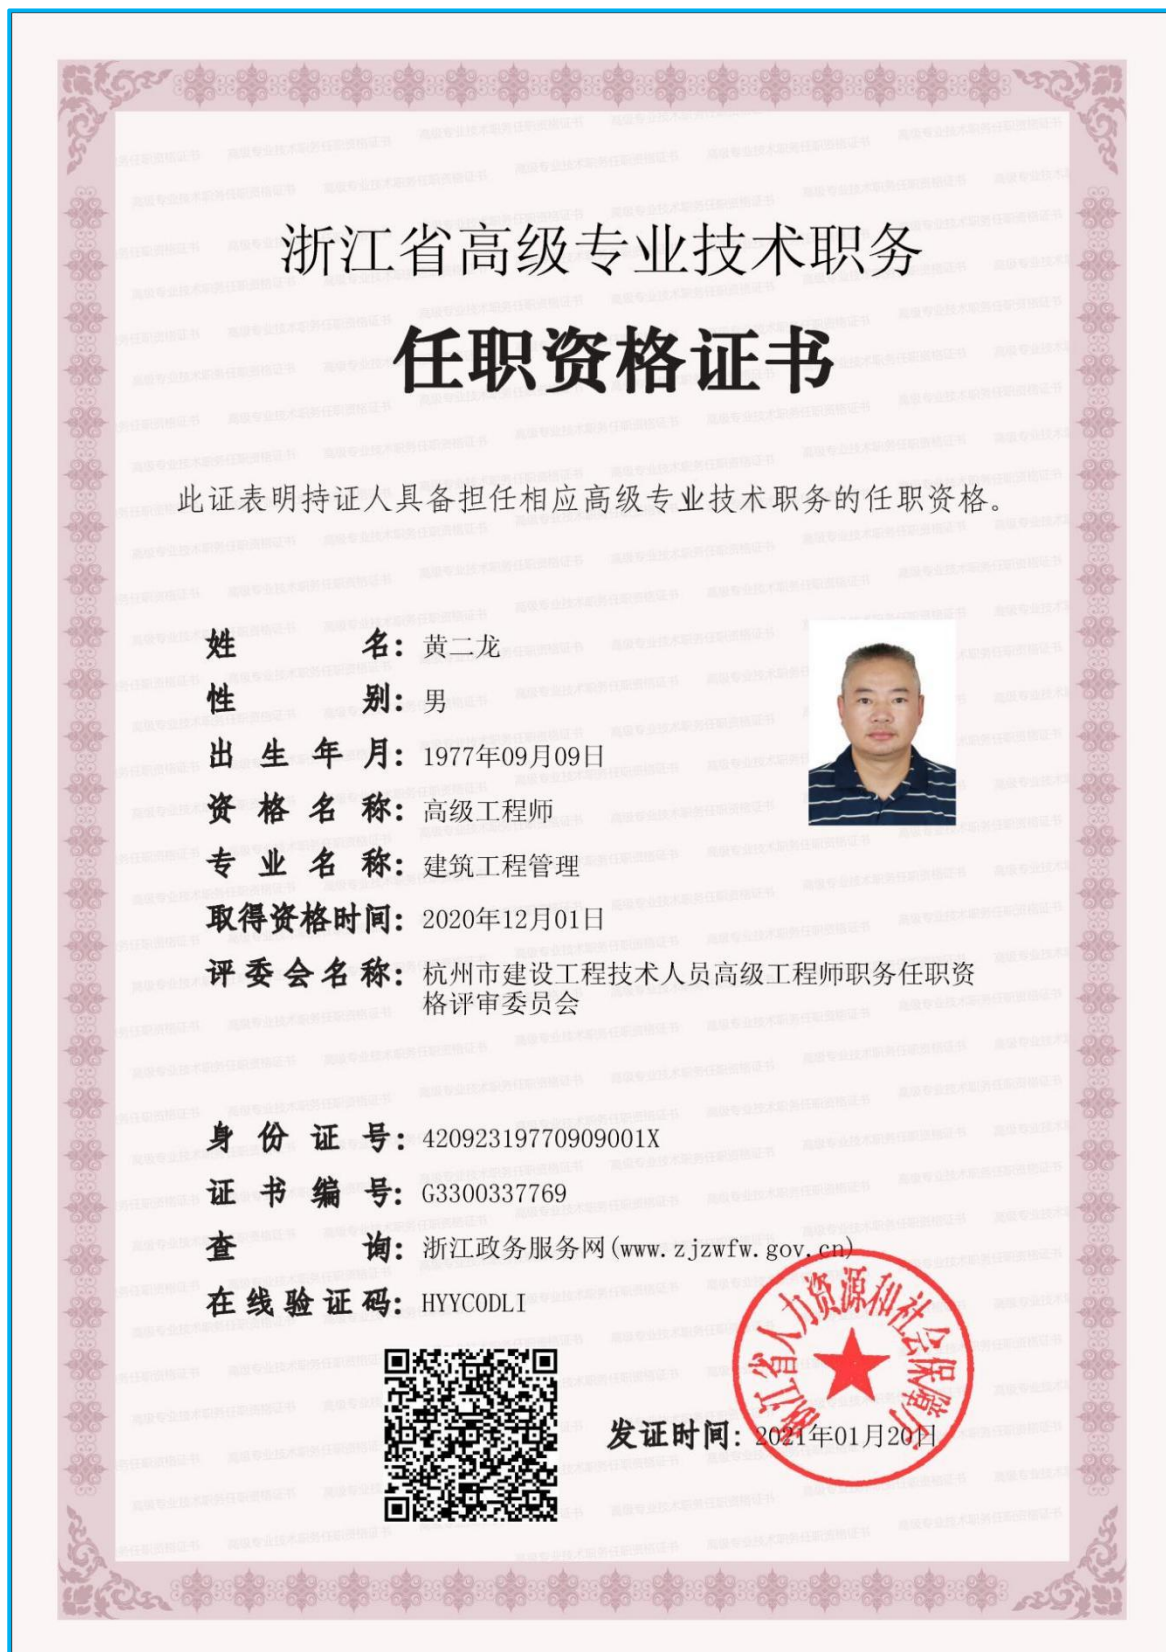 浙江省高级专业技术职务
任职资格证书
此证表明持证人具备担任相应高级专业技术职务的任职资格。
姓名：黄二龙
性别：男
出生年月：1977年09月09日
资格名称：高级工程师
专业名称：建筑工程管理
取得资格时间：2020年12月01日
评委会名称：杭州市建设工程技术人员高级工程师职务任职资
格评审委员会
身份证号：42092319770909001X
证书编号：G3300337769
查询：浙江政务服务网(www.zjzwfw.gov.cn)
在线验证码：HYYCODLI
浙江省人力资源和社会保障厅
发证时间：2021年01月20日